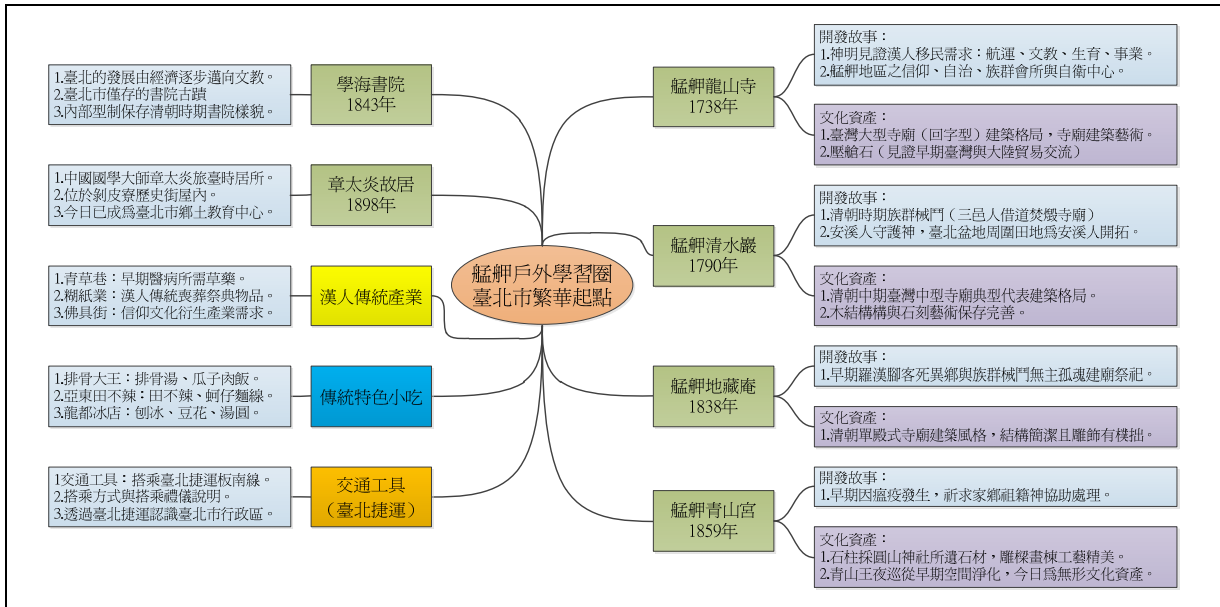 艋舺戶外學習圈
臺北市繁華起點
學海書院
1843年
1.臺北的發展由經濟逐步邁向文教。
2.臺北市僅存的書院古蹟
3.內部型制保存清朝時期書院樣貌。
章太炎故居
1898年
1.中國國學大師章太炎旅臺時居所。
2.位於剝皮寮歷史街屋內。
3.今日已成為臺北市鄉土教育中心。
漢人傳統產業
1.青草巷：早期醫病所需草藥。
2.糊紙業：漢人傳統喪葬祭典物品。
3.佛具街：信仰文化衍生產業需求。
傳統特色小吃
1.排骨大王：排骨湯、瓜子肉飯。
2.亞東田不辣：田不辣、蚵仔麵線。
3.龍都冰店：刨冰、豆花、湯圓。
交通工具
（臺北捷運）
1交通工具：搭乘臺北捷運板南線。
2.搭乘方式與搭乘禮儀說明。
3.透過臺北捷運認識臺北市行政區。
艋舺龍山寺
1738年
開發故事：
1.神明見證漢人移民需求：航運、文教、生育、事業。
2.艋舺地區之信仰、自治、族群會所與自衛中心。
文化資產：
1.臺灣大型寺廟（回字型）建築格局，寺廟建築藝術。
2.壓艙石（見證早期臺灣與大陸貿易交流）
艋舺清水巖
1790年
開發故事：
1.清朝時期族群械鬥（三邑人借道焚燬寺廟）
2.安溪人守護神，臺北盆地周圍田地為安溪人開拓。
文化資產：
1.清朝中期臺灣中型寺廟典型代表建築格局。
2.木結構構與石刻藝術保存完善。
艋舺地藏庵
1838年
開發故事：
1.早期羅漢腳客死異鄉與族群械鬥無主孤魂建廟祭祀。
文化資產：
1.清朝單殿式寺廟建築風格，結構簡潔且雕飾有樸拙。
艋舺青山宮
1859年
開發故事：
1.早期因瘟疫發生，祈求家鄉祖籍神協助處理。
文化資產：
1.石柱採圓山神社所遺石材，雕樑畫棟工藝精美。
2.青山王夜巡從早期空間淨化，今日為無形文化資產。